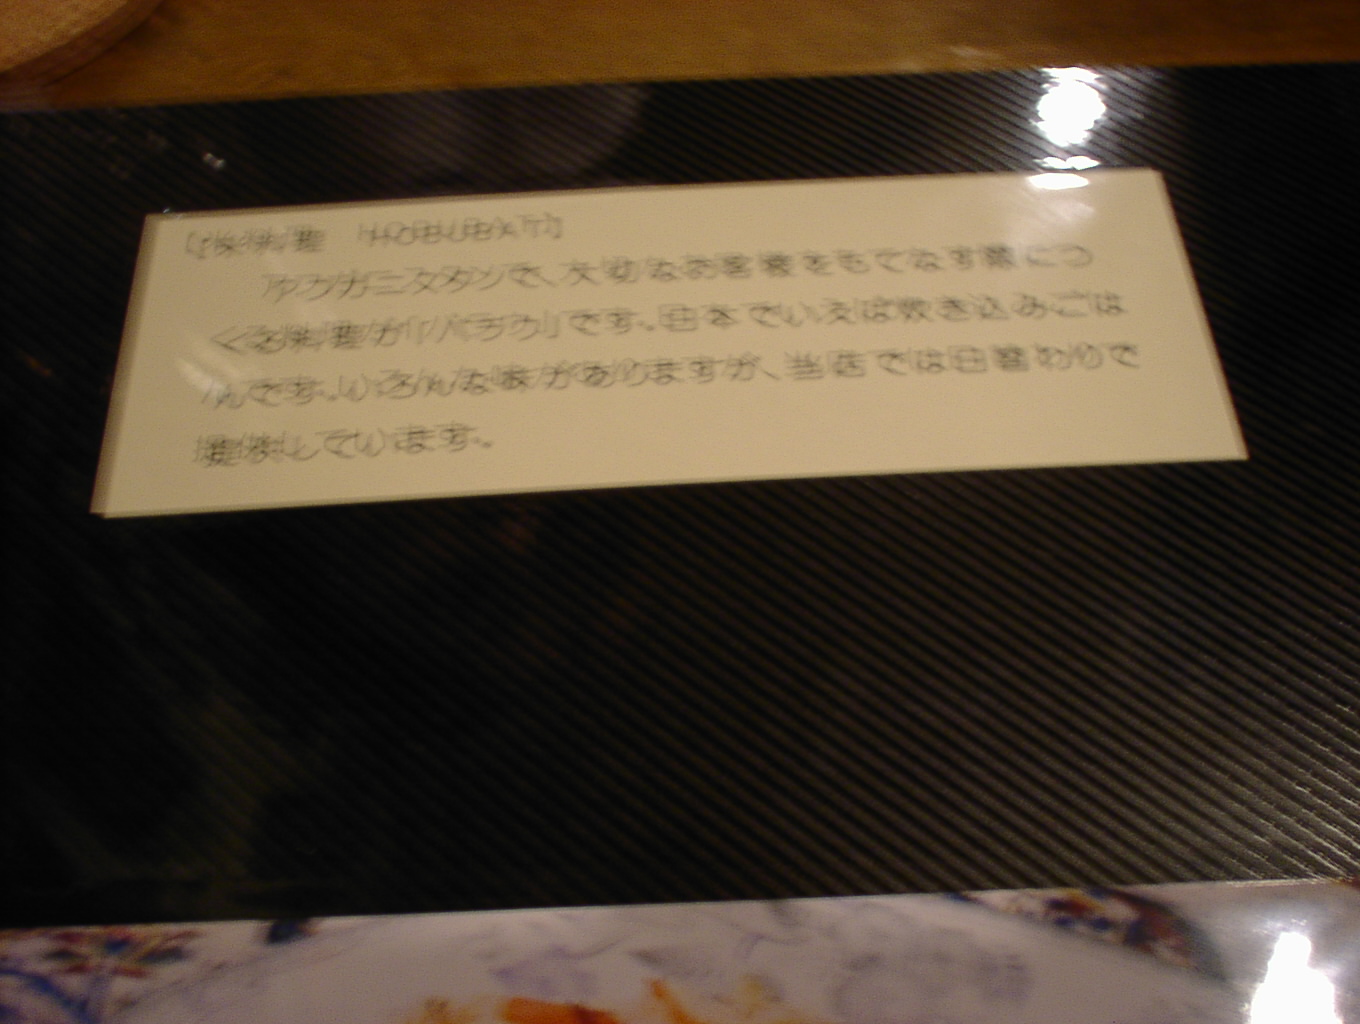 アフガニスタンで、大切なお客様をもてなす際につ
くる料理が「パラウ」です。日本でいえば炊き込みごは
んです。いろんな味がありますが、当店では日替わりで
提供しています。